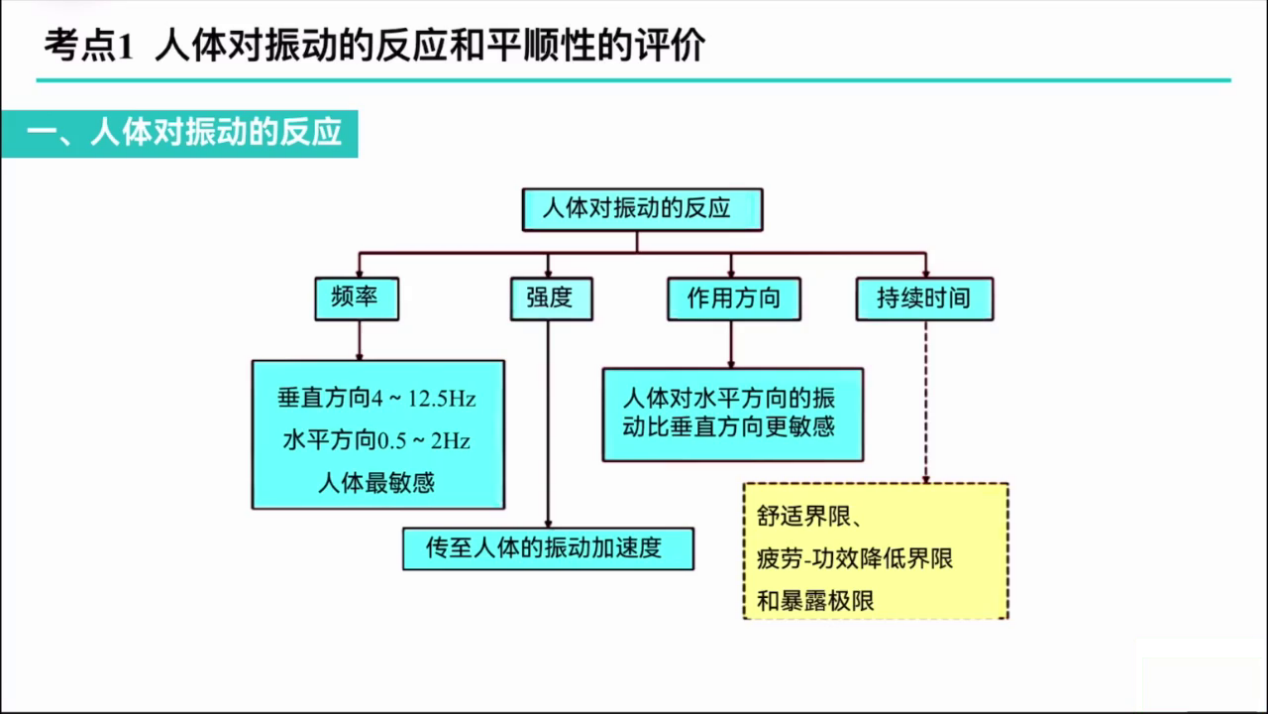 考点1 人体对振动的反应和平顺性的评价
一、人体对振动的反应
人体对振动的反应
频率
强度
作用方向
持续时间
垂直方向4~12.5Hz
水平方向0.5~2Hz
人体最敏感
人体对水平方向的振
动比垂直方向更敏感
传至人体的振动加速度
舒适界限、
疲劳-功效降低界限
和暴露极限